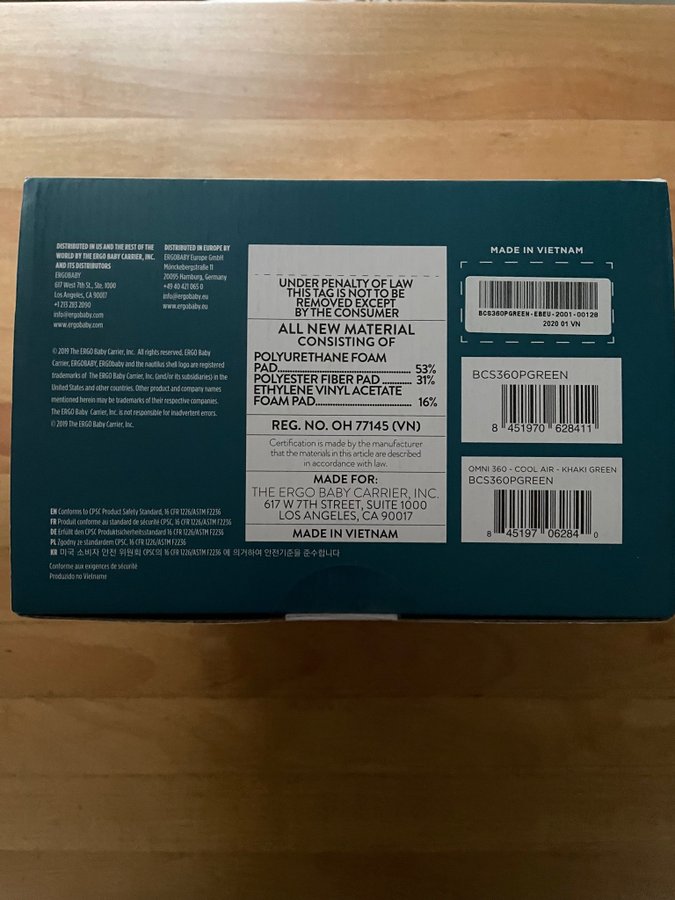 DISTRIBUTED IN US AND THE REST OF THE
WORLD BY THE ERGO BABY CARRIER, INC.
AND ITS DISTRIBUTORS
ERGOBABY
617 West 7th St., Ste. 1000
Los Angeles, CA 90017
+1 213 283 2090
info@ergobaby.com
www.ergobaby.com
DISTRIBUTED IN EUROPE BY
ERGOBABY Europe GmbH
Mönckebergstraße 11
20095 Hamburg, Germany
+49 40 421 065 0
info@ergobaby.eu
www.ergobaby.eu
© 2019 The ERGO Baby Carrier, Inc. All rights reserved. ERGO Baby
Carrier, ERGOBABY, ERGObaby and the nautilus shell logo are registered
trademarks of The ERGO Baby Carrier, Inc. (and/or its subsidiaries) in the
United States and other countries. Other product and company names
mentioned herein may be trademarks of their respective companies.
The ERGO Baby Carrier, Inc. is not responsible for inadvertent errors.
© 2019 The ERGO Baby Carrier, Inc.
EN Conforms to CPSC Product Safety Standard, 16 CFR 1226/ASTM F2236
FR Produit conforme au standard de sécurité CPSC, 16 CFR 1226/ASTM F2236
DE Erfüllt den CPSC Produktsicherheitsstandard 16 CFR 1226/ASTM F2236
PL Zgodny ze standardem CPSC, 16 CFR 1226/ASTM F2236
KR 미국 소비자 안전 위원회 CPSC의 16 CFR 1226/ASTM F2236 에 의거하여 안전기준을 준수합니다
Conforme aux exigences de sécurité
Produzido no Vietname
UNDER PENALTY OF LAW
THIS TAG IS NOT TO BE
REMOVED EXCEPT
BY THE CONSUMER
ALL NEW MATERIAL
CONSISTING OF
POLYURETHANE FOAM
PAD.................................... 53%
POLYESTER FIBER PAD .......... 31%
ETHYLENE VINYL ACETATE
FOAM PAD............................ 16%
REG. NO. OH 77145 (VN)
Certification is made by the manufacturer
that the materials in this article are described
in accordance with law.
MADE FOR:
THE ERGO BABY CARRIER, INC.
617 W 7TH STREET, SUITE 1000
LOS ANGELES, CA 90017
MADE IN VIETNAM
MADE IN VIETNAM
BCS360PGREEN-EBEU-2001-00128
2020 01 VN
BCS360PGREEN
8 451970 628411
OMNI 360 - COOL AIR - KHAKI GREEN
BCS360PGREEN
8 45197 06284 0